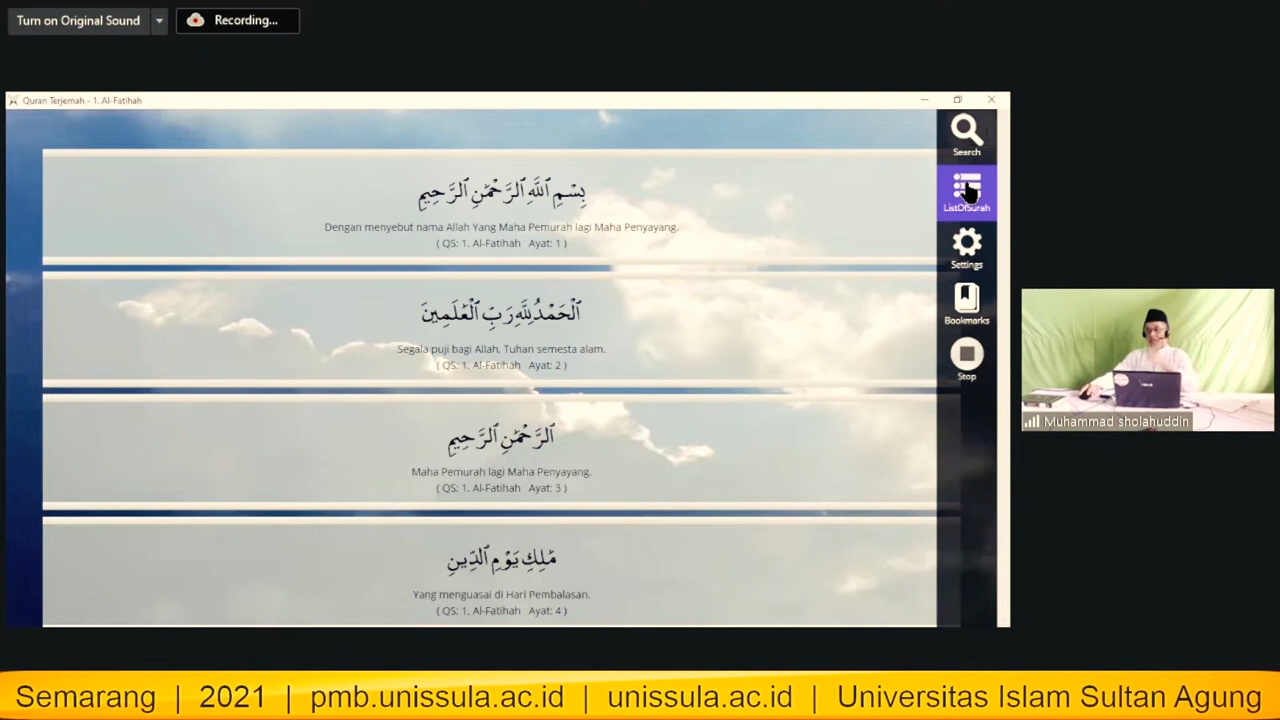 Turn on Original Sound
Recording...
Quran Terjemah - 1. Al-Fatihah
بِسْمِ ٱللَّهِ ٱلرَّحْمَٰنِ ٱلرَّحِيمِ
Dengan menyebut nama Allah Yang Maha Pemurah lagi Maha Penyayang.
( QS: 1. Al-Fatihah Ayat: 1 )
ٱلْحَمْدُ لِلَّهِ رَبِّ ٱلْعَٰلَمِينَ
Segala puji bagi Allah, Tuhan semesta alam.
( QS: 1. Al-Fatihah Ayat: 2 )
ٱلرَّحْمَٰنِ ٱلرَّحِيمِ
Maha Pemurah lagi Maha Penyayang.
( QS: 1. Al-Fatihah Ayat: 3 )
مَٰلِكِ يَوْمِ ٱلدِّينِ
Yang menguasai di Hari Pembalasan.
( QS: 1. Al-Fatihah Ayat: 4 )
Search
ListOfSurah
Settings
Bookmarks
Stop
Muhammad sholahuddin
Semarang | 2021 | pmb.unissula.ac.id | unissula.ac.id | Universitas Islam Sultan Agung